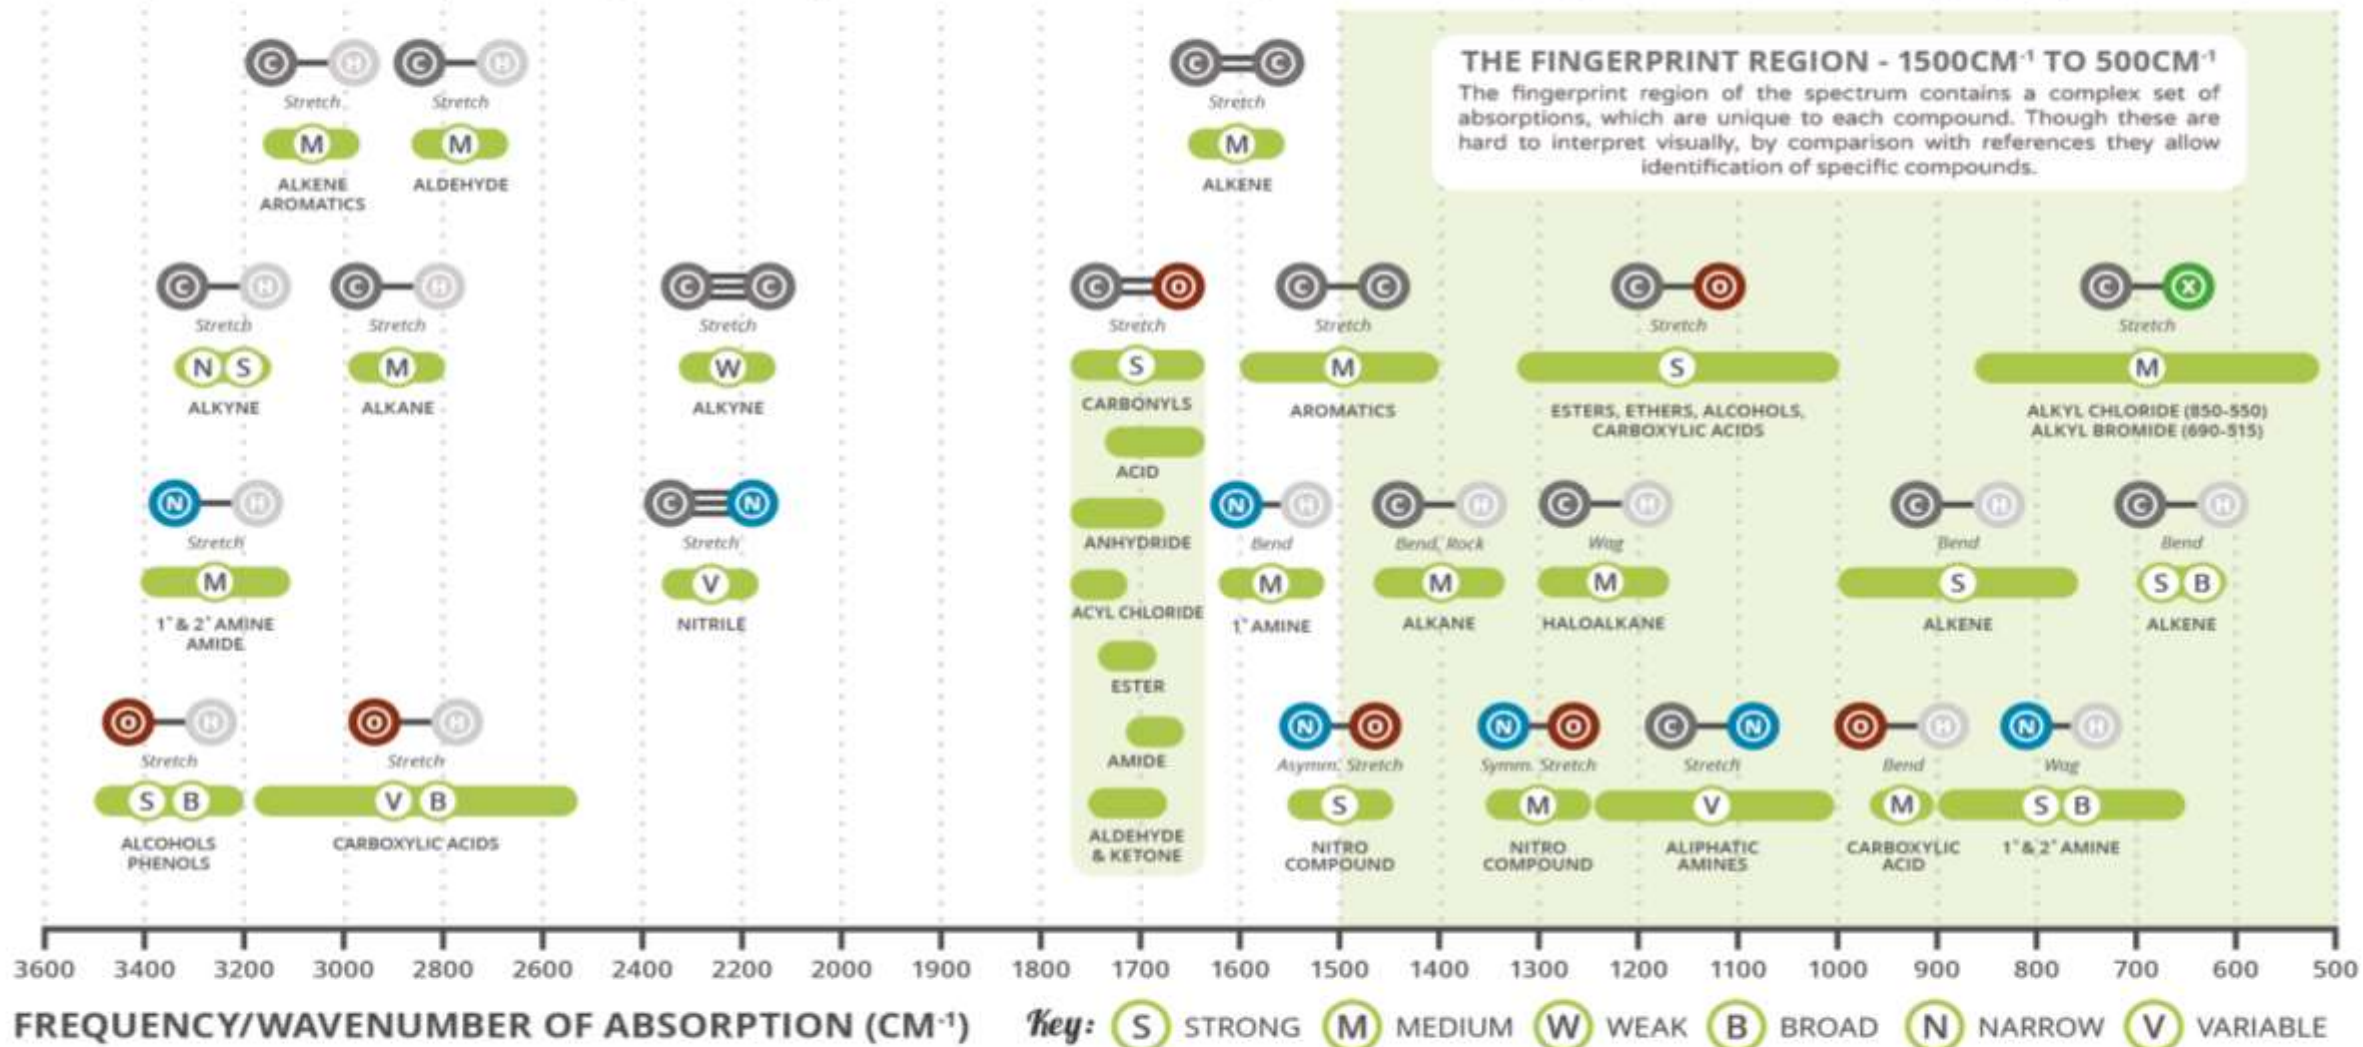 C H
Stretch
M
ALKENE
AROMATICS
C H
Stretch
M
ALDEHYDE
C C
Stretch
M
ALKENE
THE FINGERPRINT REGION - 1500CM⁻¹ TO 500CM⁻¹
The fingerprint region of the spectrum contains a complex set of
absorptions, which are unique to each compound. Though these are
hard to interpret visually, by comparison with references they allow
identification of specific compounds.
C H
Stretch
N S
ALKYNE
C H
Stretch
M
ALKANE
C C
Stretch
W
ALKYNE
C O
Stretch
S
CARBONYLS
ACID
ANHYDRIDE
ACYL CHLORIDE
ESTER
AMIDE
ALDEHYDE
& KETONE
C C
Stretch
M
AROMATICS
C O
Stretch
S
ESTERS, ETHERS, ALCOHOLS,
CARBOXYLIC ACIDS
C X
Stretch
M
ALKYL CHLORIDE (850-550)
ALKYL BROMIDE (690-515)
N H
Stretch
M
1° & 2° AMINE
AMIDE
C N
Stretch
V
NITRILE
N H
Bend
M
1° AMINE
C H
Bend, Rock
M
ALKANE
C H
Wag
M
HALOALKANE
C H
Bend
S
ALKENE
C H
Bend
S B
ALKENE
O H
Stretch
S B
ALCOHOLS
PHENOLS
O H
Stretch
V B
CARBOXYLIC ACIDS
N O
Asymm. Stretch
S
NITRO
COMPOUND
N O
Symm. Stretch
M
NITRO
COMPOUND
C N
Stretch
V
ALIPHATIC
AMINES
O H
Bend
M
CARBOXYLIC
ACID
N H
Wag
S B
1° & 2° AMINE
3600 3400 3200 3000 2800 2600 2400 2200 2000 1900 1800 1700 1600 1500 1400 1300 1200 1100 1000 900 800 700 600 500
FREQUENCY/WAVENUMBER OF ABSORPTION (CM⁻¹)
Key: S STRONG M MEDIUM W WEAK B BROAD N NARROW V VARIABLE